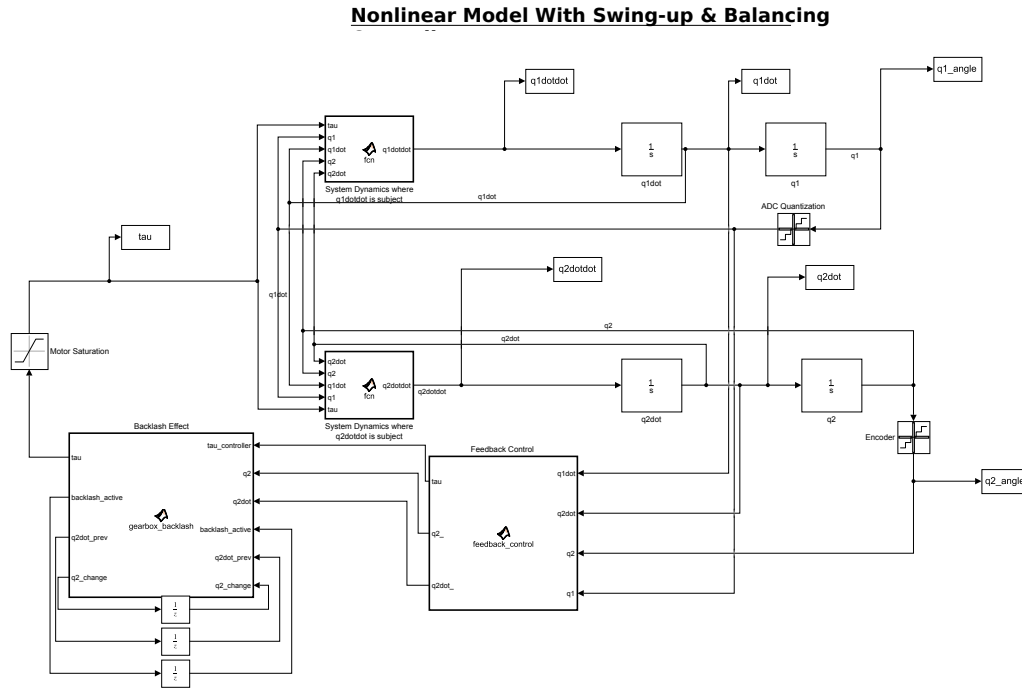 Nonlinear Model With Swing-up & Balancing
q1_angle
q1dotdot
q1dot
tau
q1
q1dot
q2
q2dot
fcn
q1dotdot
System Dynamics where
q1dotdot is subject
1
s
q1dot
1
s
q1
q1
q1dot
ADC Quantization
tau
q2dotdot
q2dot
q1dot
q2
q2dot
Motor Saturation
q2dot
q2
q1dot
q1
tau
fcn
q2dotdot
q2dotdot
System Dynamics where
q2dotdot is subject
1
s
q2dot
1
s
q2
Encoder
q2_angle
Backlash Effect
tau
backlash_active
q2dot_prev
q2_change
gearbox_backlash
tau_controller
q2
q2dot
backlash_active
q2dot_prev
q2_change
Feedback Control
tau
q2_
q2dot_
feedback_control
q1dot
q2dot
q2
q1
1
z
1
z
1
z